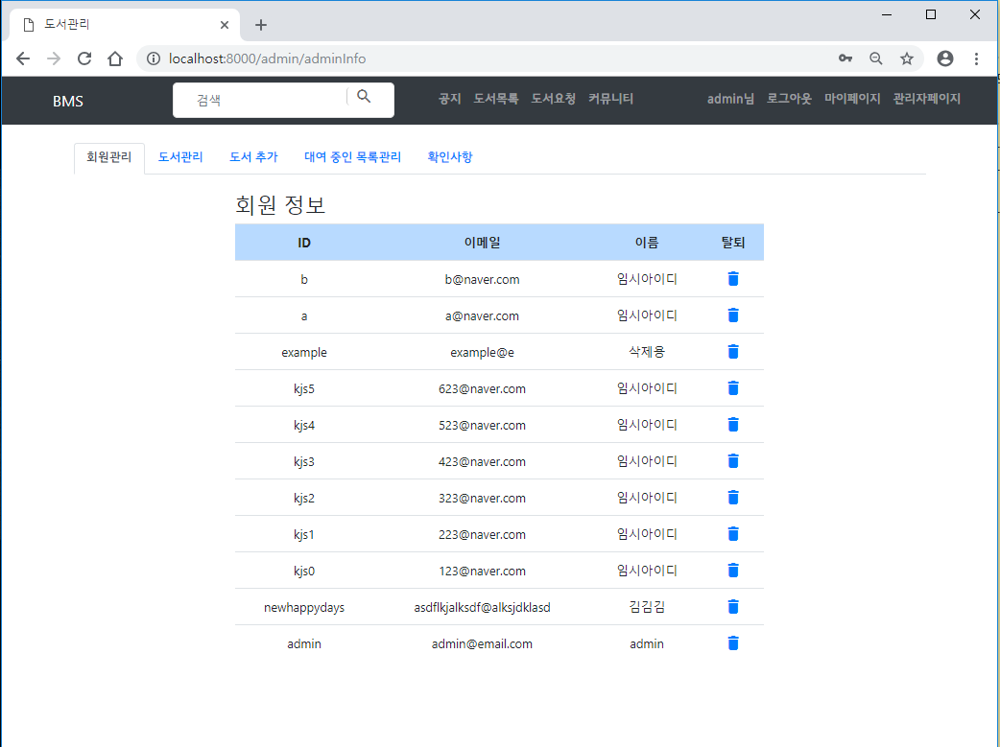 도서관리
localhost:8000/admin/adminInfo
BMS 검색 공지 도서목록 도서요청 커뮤니티 admin님 로그아웃 마이페이지 관리자페이지
회원관리 도서관리 도서 추가 대여 중인 목록관리 확인사항
회원 정보
ID 이메일 이름 탈퇴
b b@naver.com 임시아이디
a a@naver.com 임시아이디
example example@e 삭제용
kjs5 623@naver.com 임시아이디
kjs4 523@naver.com 임시아이디
kjs3 423@naver.com 임시아이디
kjs2 323@naver.com 임시아이디
kjs1 223@naver.com 임시아이디
kjs0 123@naver.com 임시아이디
newhappydays asdflkjalksdf@alksjdklasd 김김김
admin admin@email.com admin